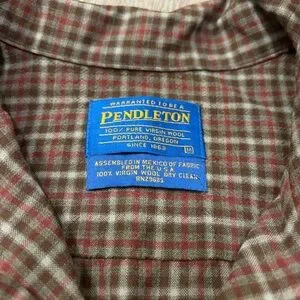 WARRANTED TO BE A
PENDLETON
100% PURE VIRGIN WOOL
PORTLAND, OREGON
SINCE 1863 M
ASSEMBLED IN MEXICO OF FABRIC
FROM THE U.S.A.
100% VIRGIN WOOL DRY CLEAN
RN29685